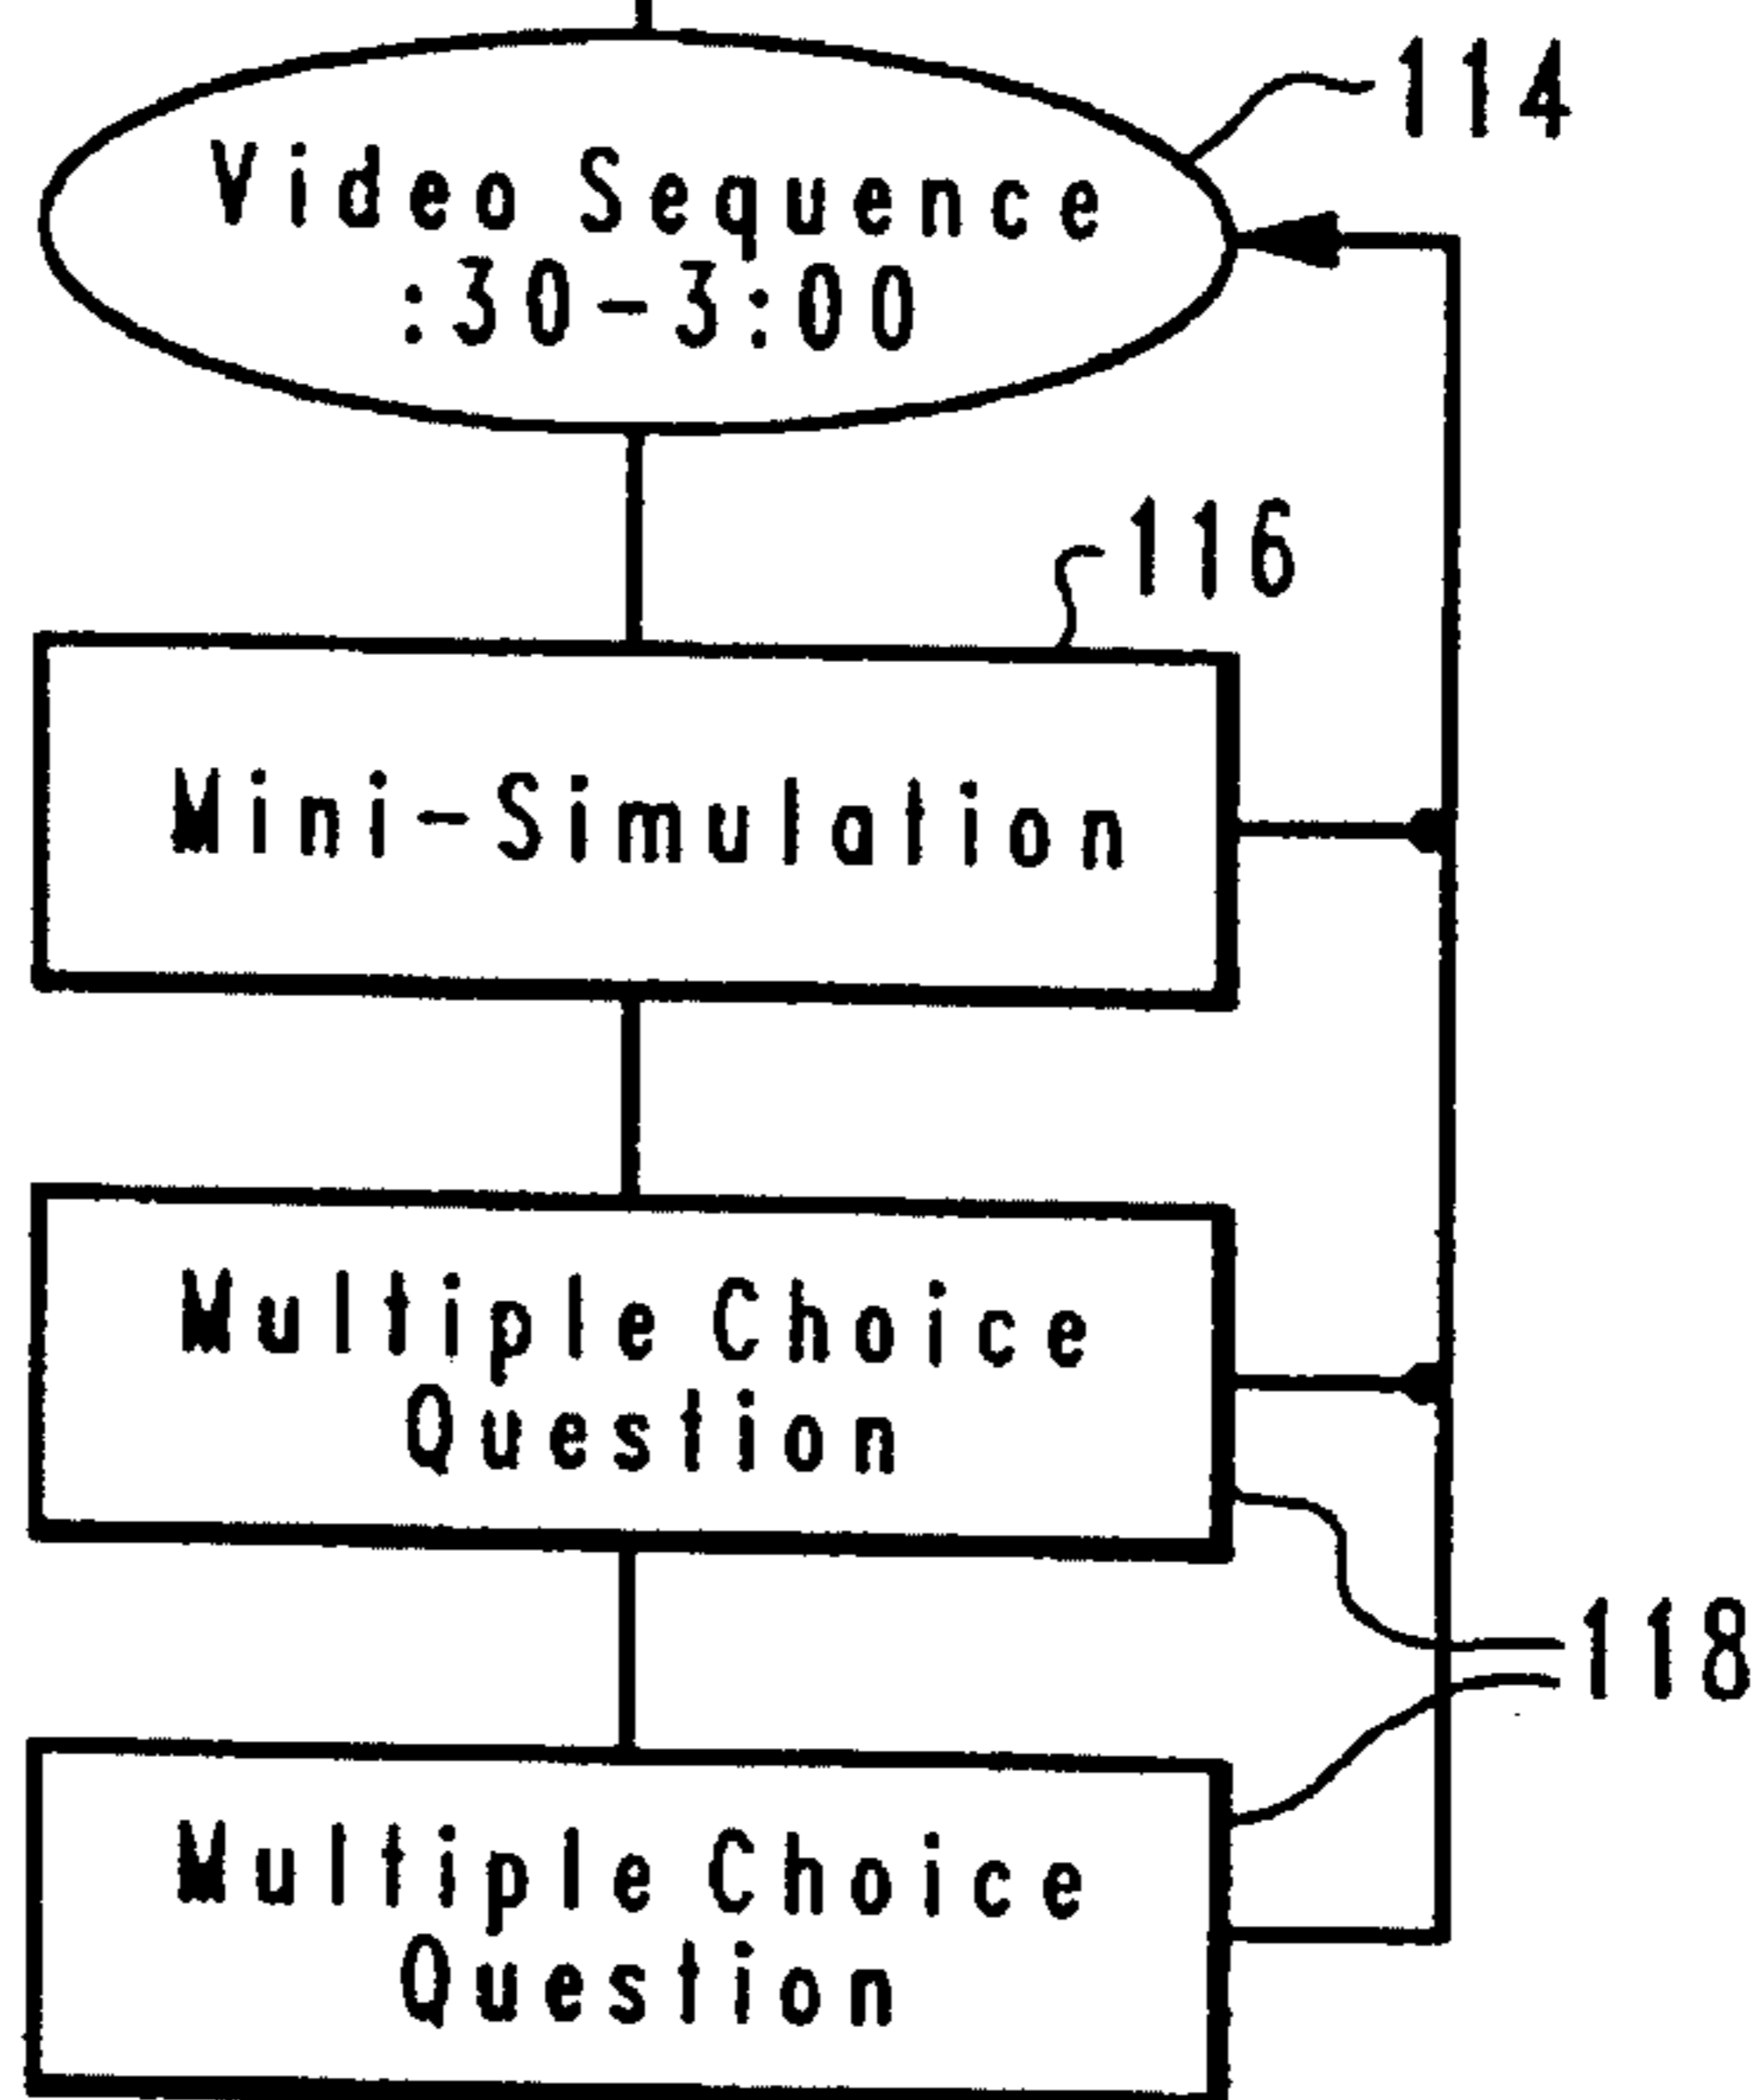 114
Video Sequence
:30-3:00
116
Mini-Simulation
Multiple Choice
Question
118
Multiple Choice
Question